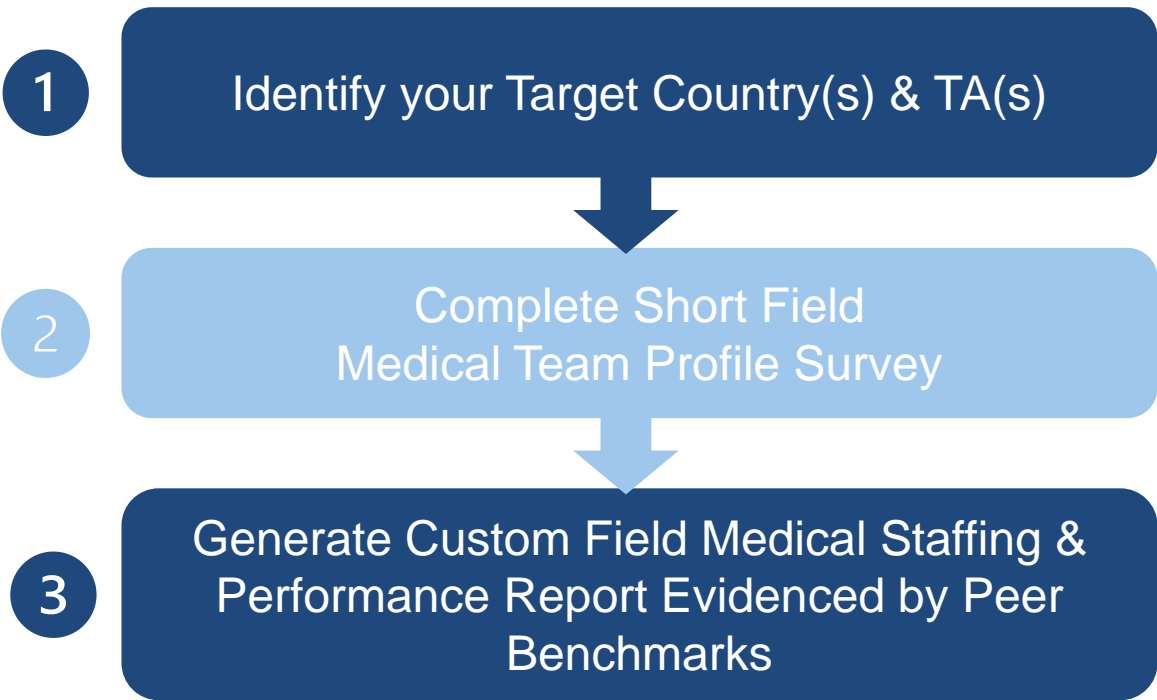 1
Identify your Target Country(s) & TA(s)
2
Complete Short Field
Medical Team Profile Survey
3
Generate Custom Field Medical Staffing &
Performance Report Evidenced by Peer
Benchmarks